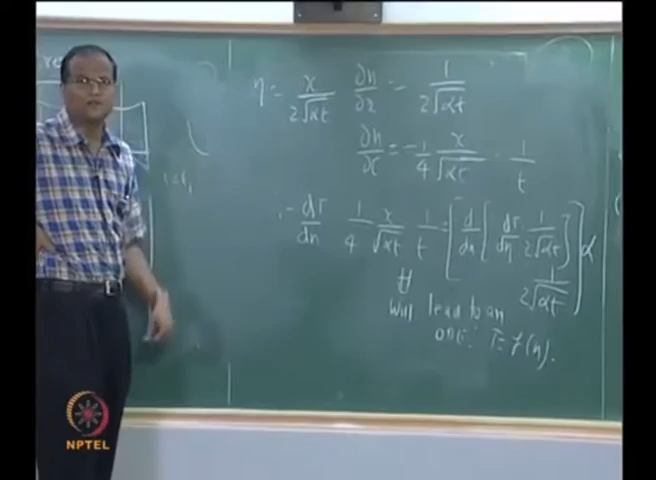 η = x / 2√αt   ∂η/∂x = 1 / 2√αt
∂η/∂t = -1/4 x/√αt · 1/t
- dT/dη 1/4 x/√αt 1/t = [ d/dη [ dT/dη 1/2√αt ] 1/2√αt ] α
Will lead to an
ODE. T = f(η).
NPTEL